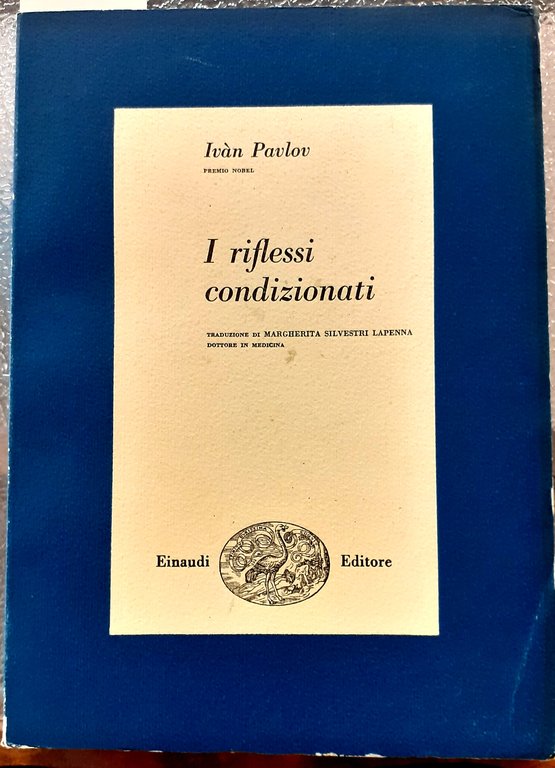 Ivàn Pavlov
PREMIO NOBEL
I riflessi
condizionati
TRADUZIONE DI MARGHERITA SILVESTRI LAPENNA
DOTTORE IN MEDICINA
Einaudi Editore